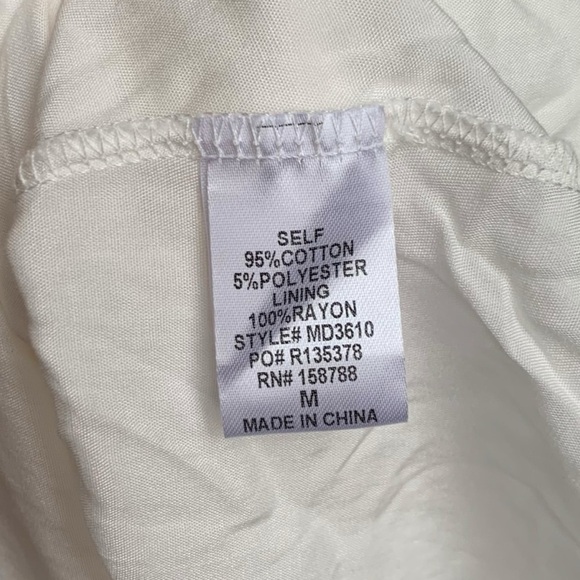 SELF
95%COTTON
5%POLYESTER
LINING
100%RAYON
STYLE# MD3610
PO# R135378
RN# 158788
M
MADE IN CHINA